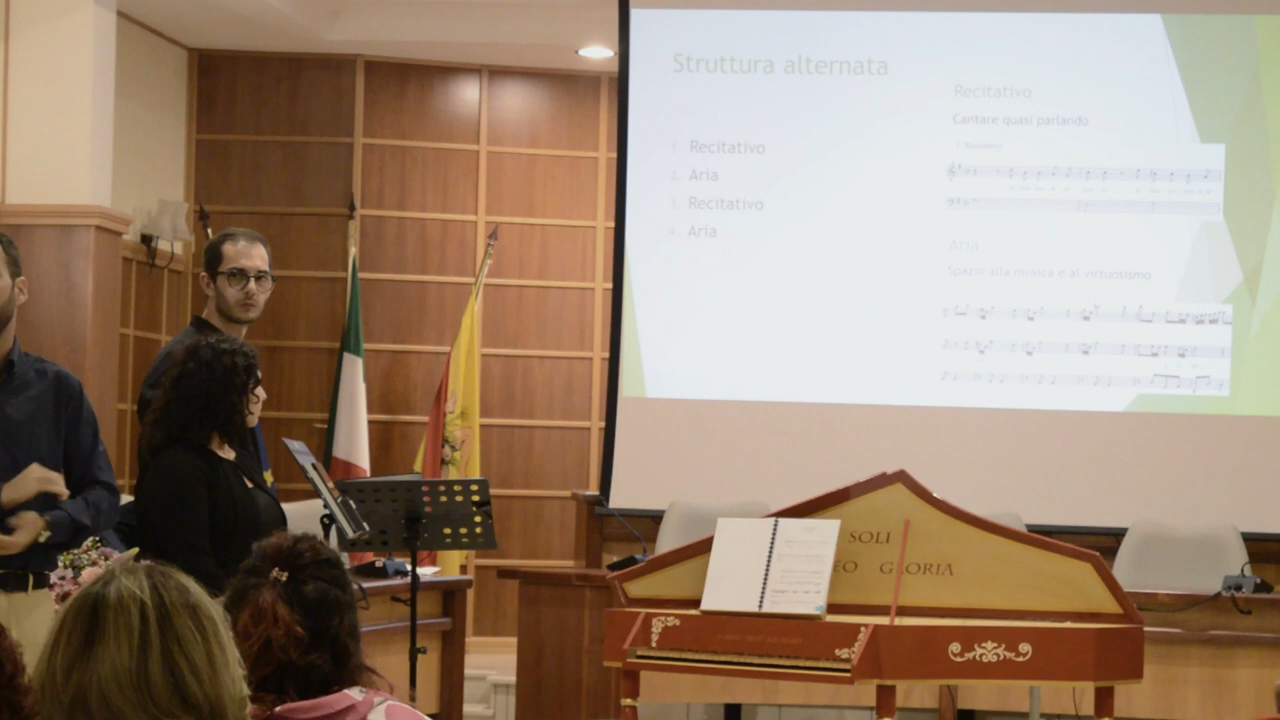 Struttura alternata
1. Recitativo
2. Aria
3. Recitativo
4. Aria
Recitativo
Cantare quasi parlando
Aria
Spazio alla musica e al virtuosismo
SOLI
EO GLORIA